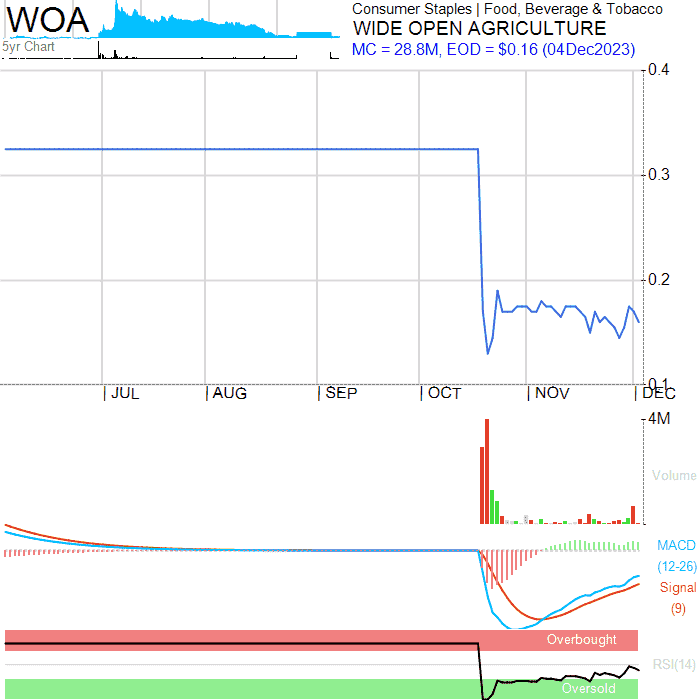 WOA
5yr Chart
Consumer Staples | Food, Beverage & Tobacco
WIDE OPEN AGRICULTURE
MC = 28.8M, EOD = $0.16 (04Dec2023)
0.4
0.3
0.2
0.1
JUL AUG SEP OCT NOV DEC
4M
Volume
MACD
(12-26)
Signal
(9)
Overbought
RSI(14)
Oversold